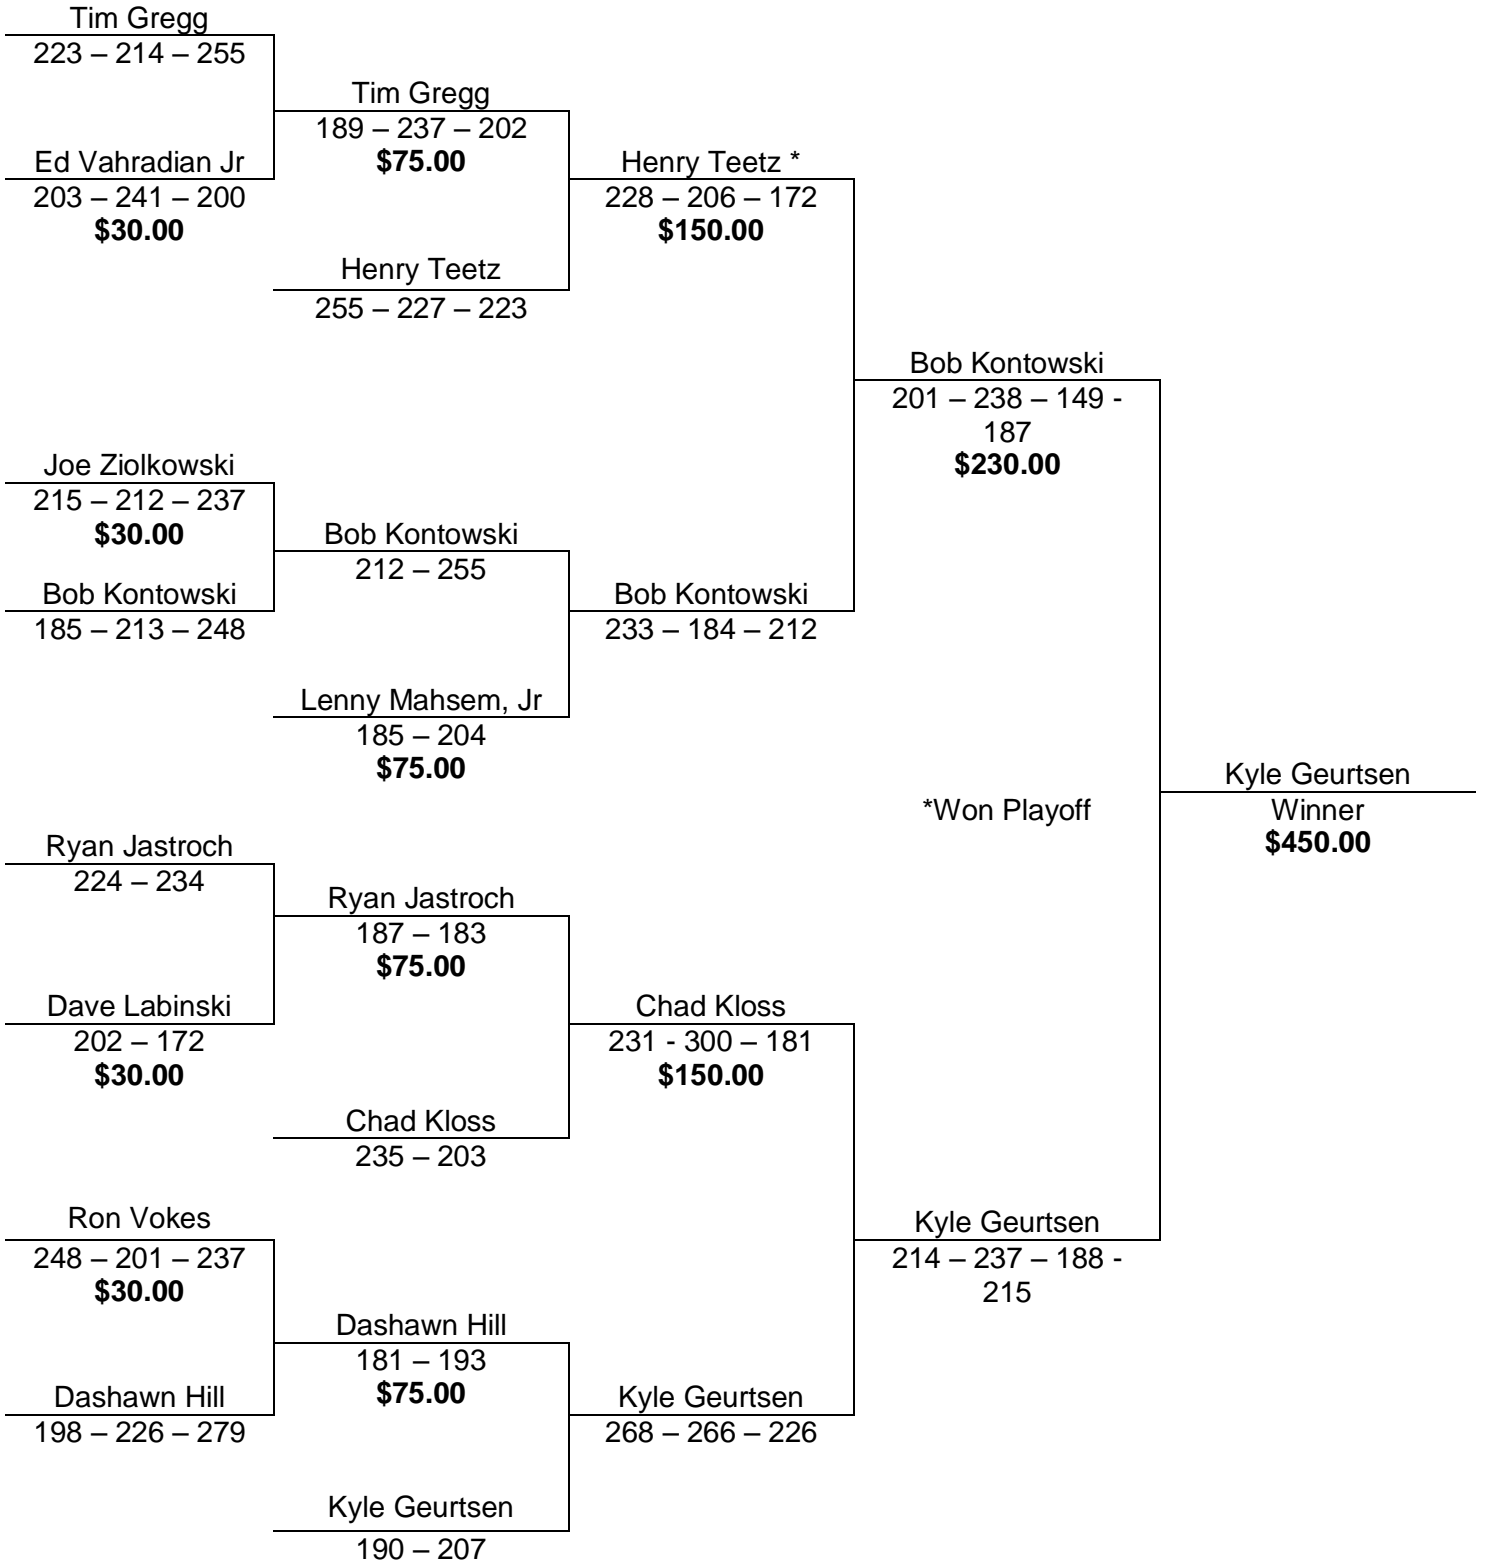 Tim Gregg
223 – 214 – 255
Tim Gregg
189 – 237 – 202
$75.00
Ed Vahradian Jr
203 – 241 – 200
$30.00
Henry Teetz *
228 – 206 – 172
$150.00
Henry Teetz
255 – 227 – 223
Bob Kontowski
201 – 238 – 149 -
187
$230.00
Joe Ziolkowski
215 – 212 – 237
$30.00
Bob Kontowski
212 – 255
Bob Kontowski
185 – 213 – 248
Bob Kontowski
233 – 184 – 212
Lenny Mahsem, Jr
185 – 204
$75.00
Kyle Geurtsen
Winner
$450.00
*Won Playoff
Ryan Jastroch
224 – 234
Ryan Jastroch
187 – 183
$75.00
Dave Labinski
202 – 172
$30.00
Chad Kloss
231 - 300 – 181
$150.00
Chad Kloss
235 – 203
Ron Vokes
248 – 201 – 237
$30.00
Kyle Geurtsen
214 – 237 – 188 -
215
Dashawn Hill
181 – 193
$75.00
Dashawn Hill
198 – 226 – 279
Kyle Geurtsen
268 – 266 – 226
Kyle Geurtsen
190 – 207